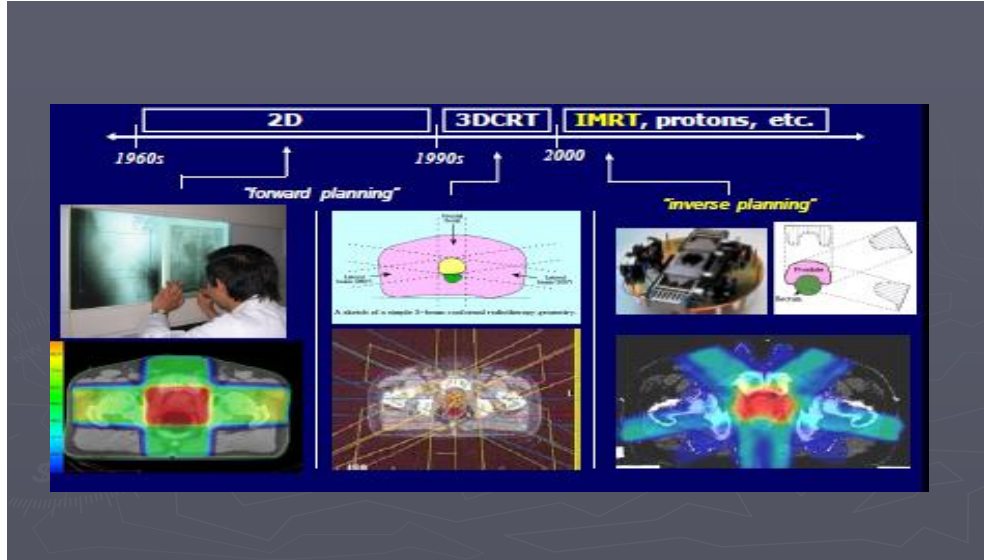 2D
3DCRT
IMRT, protons, etc.
1960s
1990s
2000
"forward planning"
"inverse planning"
Prostate
Rectum
A sketch of a simple 3-beam conformal radiotherapy geometry.